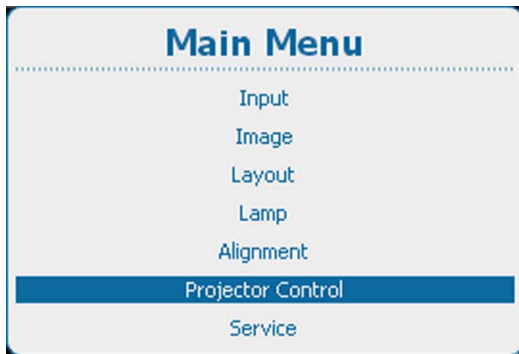 Main Menu
Input
Image
Layout
Lamp
Alignment
Projector Control
Service